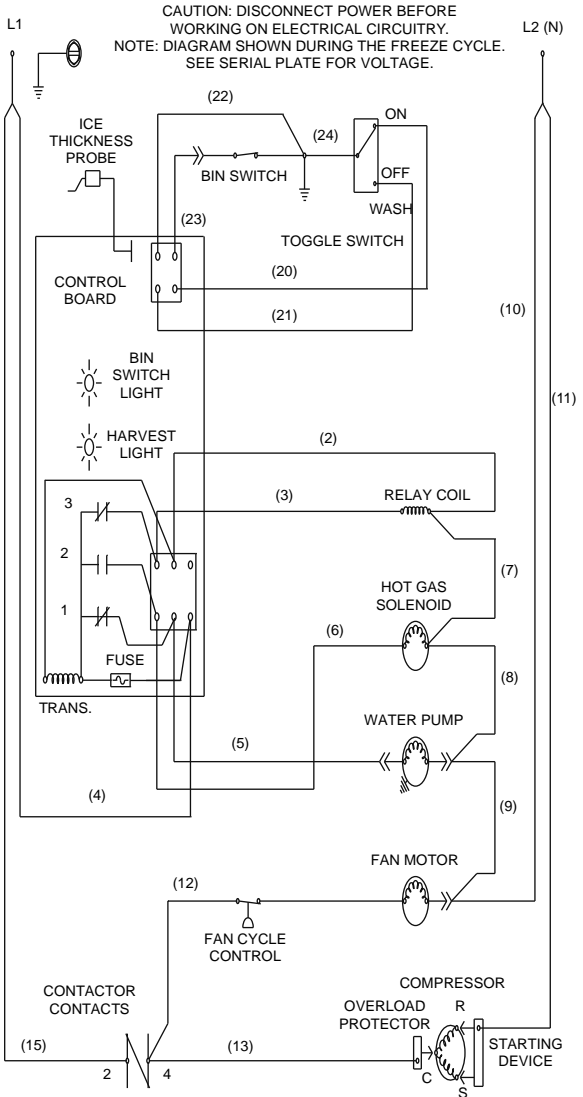 CAUTION: DISCONNECT POWER BEFORE
WORKING ON ELECTRICAL CIRCUITRY.
NOTE: DIAGRAM SHOWN DURING THE FREEZE CYCLE.
SEE SERIAL PLATE FOR VOLTAGE.
L1
L2 (N)
(22)
(24)
ON
ICE
THICKNESS
PROBE
BIN SWITCH
OFF
WASH
(23)
TOGGLE SWITCH
CONTROL
BOARD
(20)
(21)
(10)
(11)
BIN
SWITCH
LIGHT
HARVEST
LIGHT
(2)
(3)
RELAY COIL
3
2
1
(7)
HOT GAS
SOLENOID
(6)
FUSE
TRANS.
(8)
WATER PUMP
(5)
(4)
(9)
FAN MOTOR
(12)
FAN CYCLE
CONTROL
COMPRESSOR
CONTACTOR
CONTACTS
OVERLOAD
PROTECTOR
R
(15)
(13)
STARTING
DEVICE
2
4
C
S